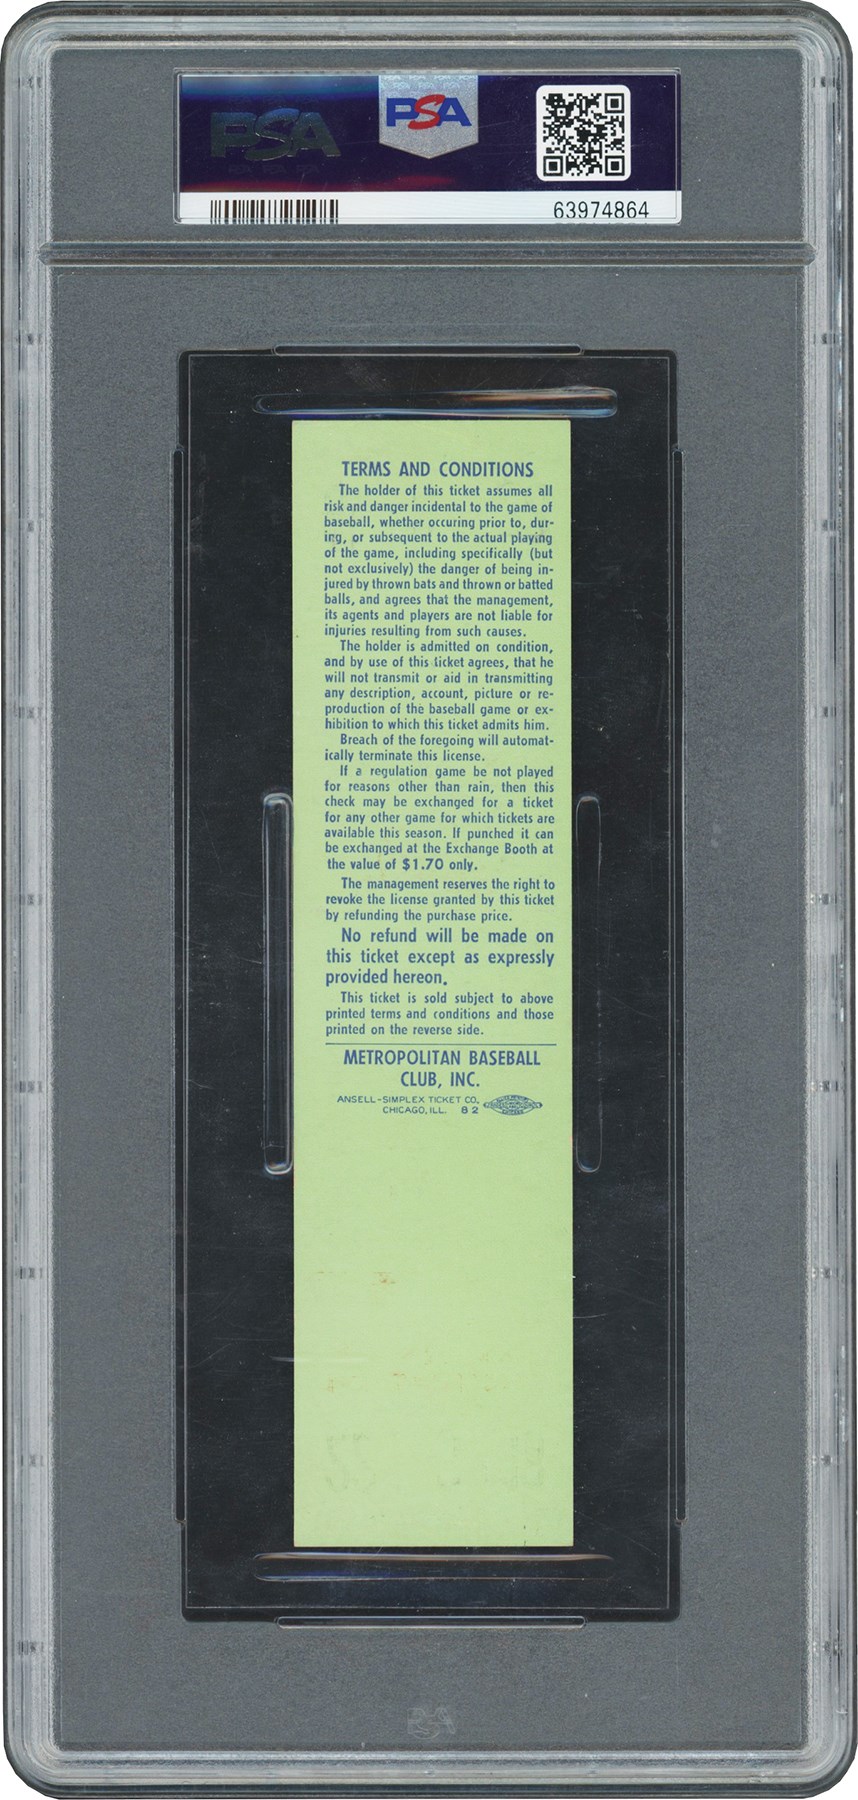 PSA
PSA
63974864
TERMS AND CONDITIONS
The holder of this ticket assumes all
risk and danger incidental to the game of
baseball, whether occuring prior to, dur-
ing, or subsequent to the actual playing
of the game, including specifically (but
not exclusively) the danger of being in-
jured by thrown bats and thrown or batted
balls, and agrees that the management,
its agents and players are not liable for
injuries resulting from such causes.
The holder is admitted on condition,
and by use of this ticket agrees, that he
will not transmit or aid in transmitting
any description, account, picture or re-
production of the baseball game or ex-
hibition to which this ticket admits him.
Breach of the foregoing will automat-
ically terminate this license.
If a regulation game be not played
for reasons other than rain, then this
check may be exchanged for a ticket
for any other game for which tickets are
available this season. If punched it can
be exchanged at the Exchange Booth at
the value of $1.70 only.
The management reserves the right to
revoke the license granted by this ticket
by refunding the purchase price.
No refund will be made on
this ticket except as expressly
provided hereon.
This ticket is sold subject to above
printed terms and conditions and those
printed on the reverse side.
METROPOLITAN BASEBALL
CLUB, INC.
ANSELL-SIMPLEX TICKET CO.
CHICAGO, ILL. 82